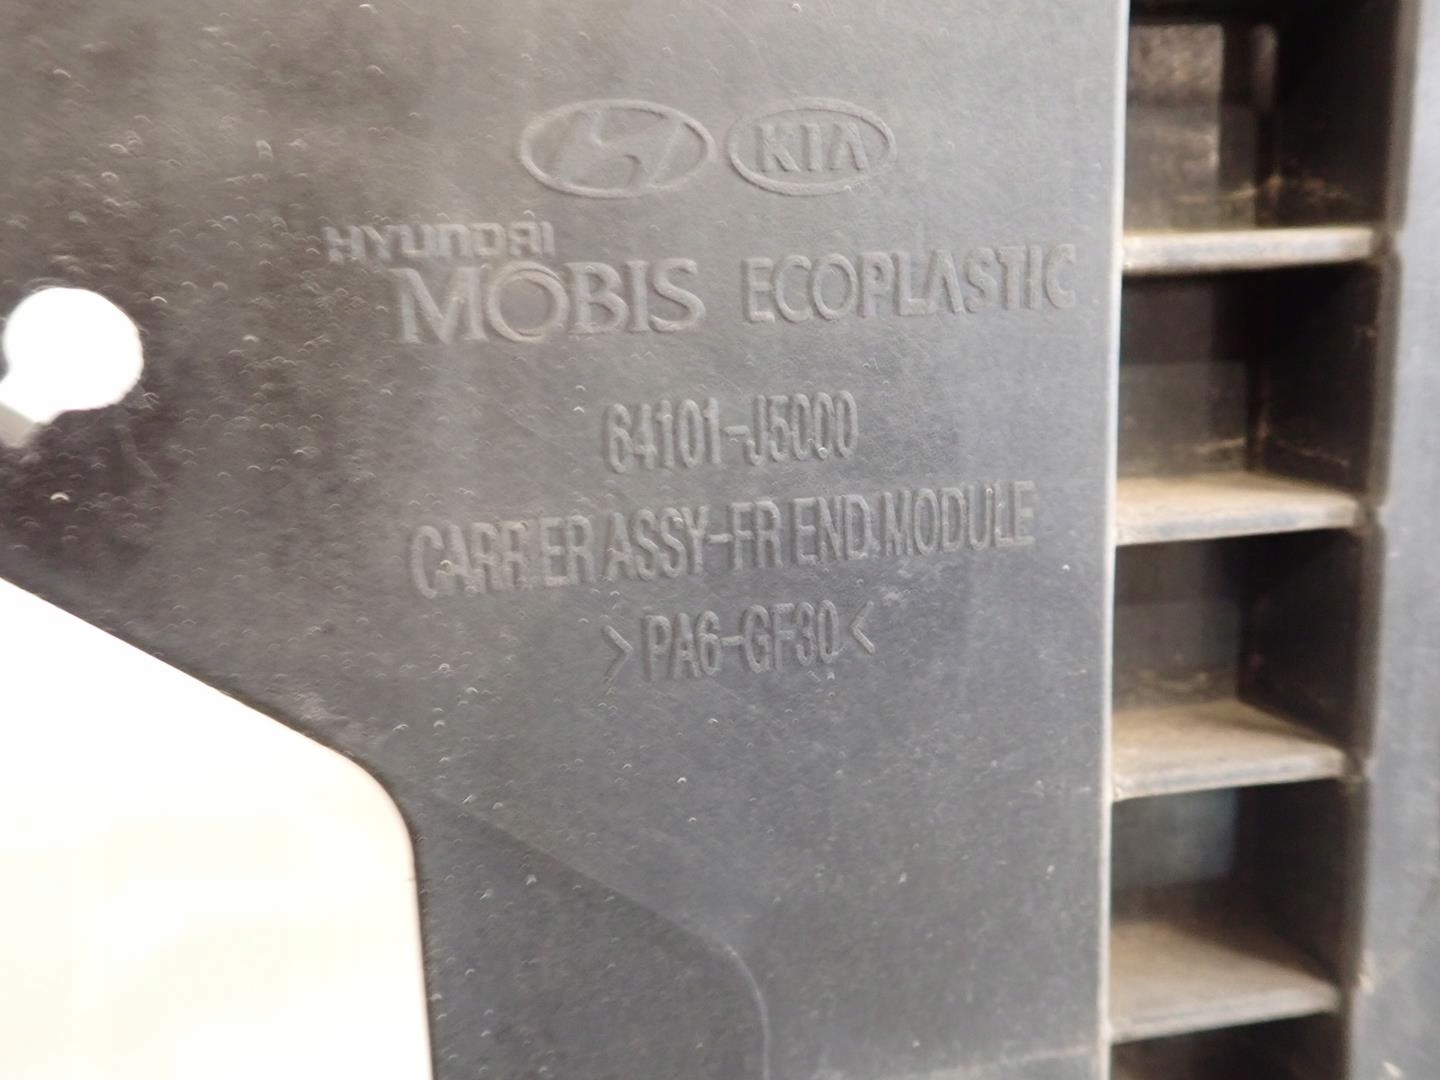 KIA
HYUNDAI
MOBIS ECOPLASTIC
64101-J5000
CARRIER ASSY-FR END MODULE
>PA6-GF30<